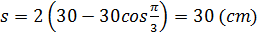 s = 2(30 − 30cos π/3) = 30 (cm)